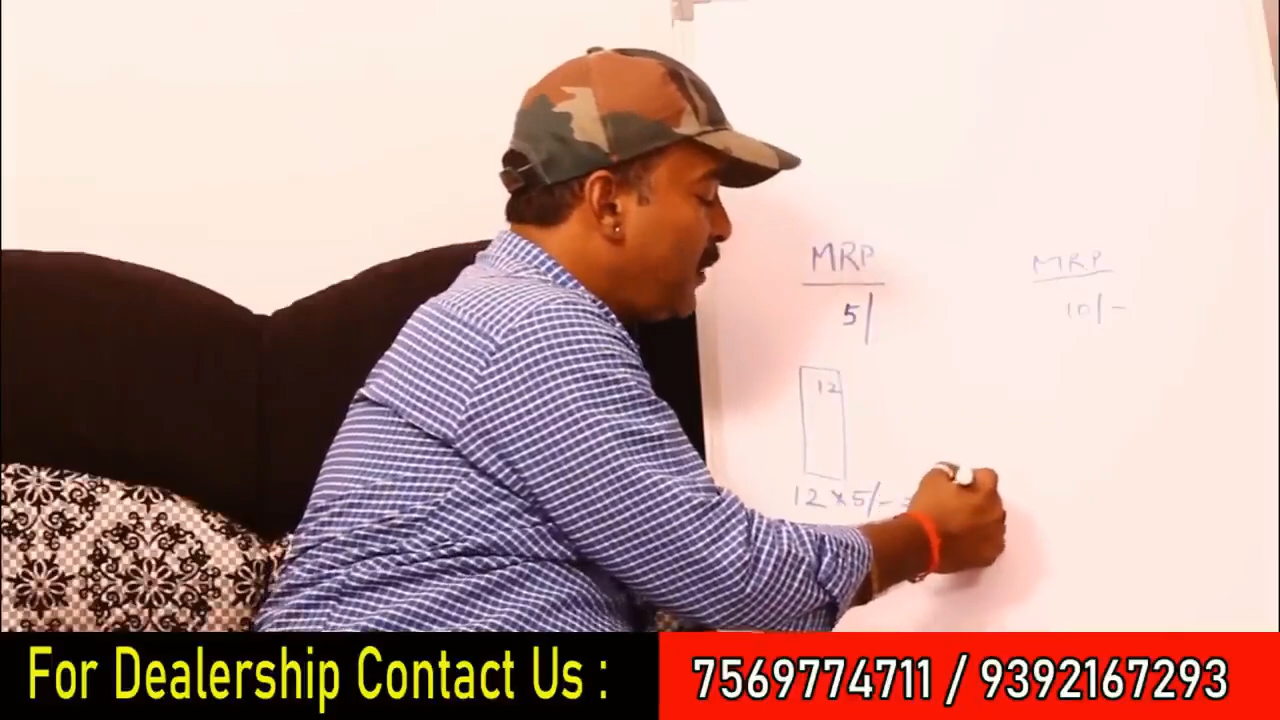 MRP
5/
MRP
10/-
12
12 x 5/- =
For Dealership Contact Us :
7569774711 / 9392167293